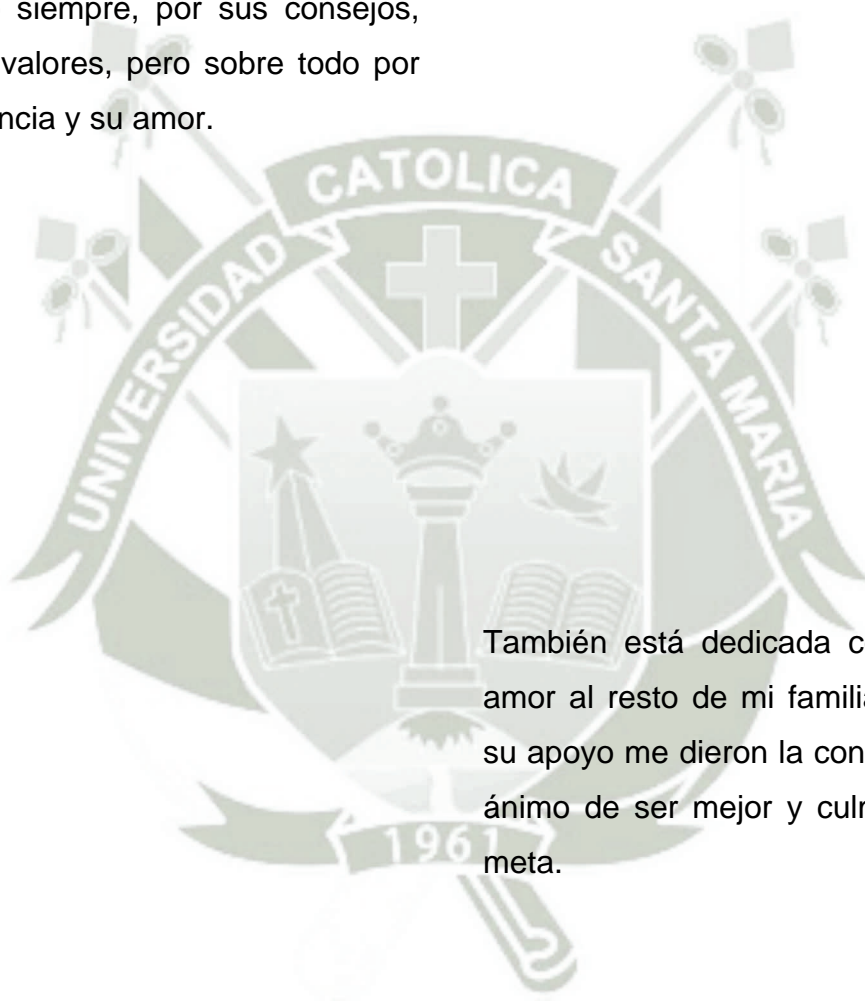 siempre, por sus consejos,
valores, pero sobre todo por
ncia y su amor.
CATOLICA
UNIVERSIDAD
SANTA MARIA
También está dedicada c
amor al resto de mi famili
su apoyo me dieron la con
ánimo de ser mejor y cul
meta.
1961